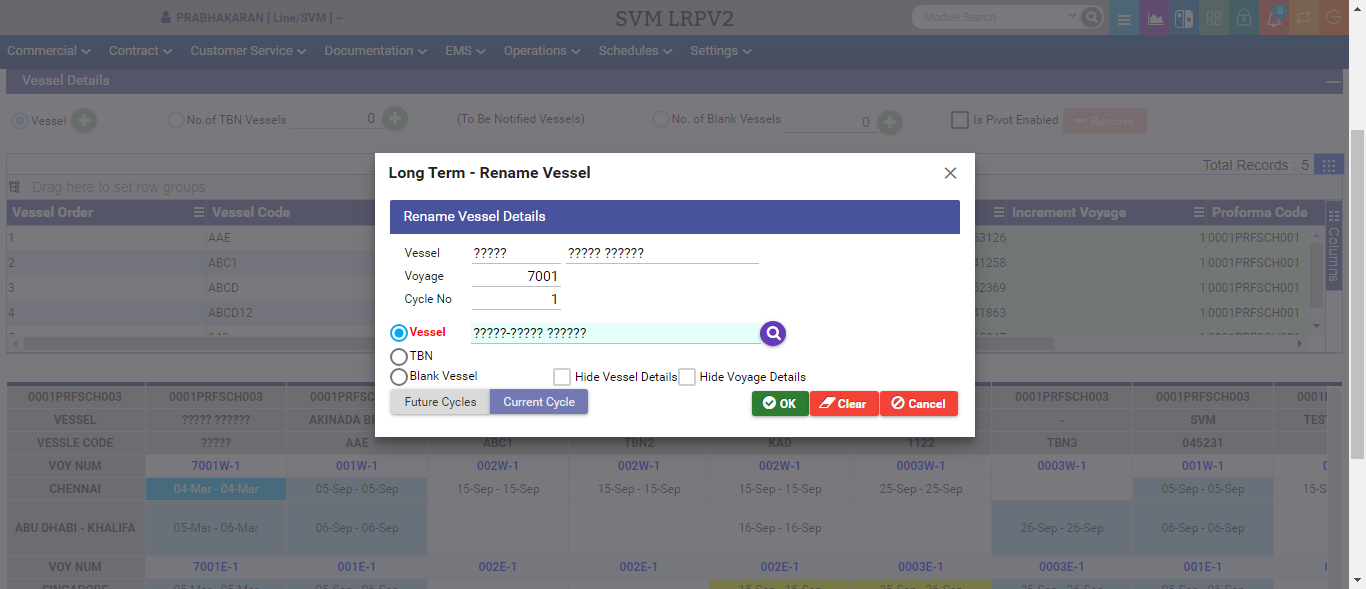 PRABHAKARAN [ Line/SVM ] ~ SVM LRPV2 Module Search 0
Commercial Contract Customer Service Documentation EMS Operations Schedules Settings
Vessel Details
Vessel No.of TBN Vessels 0 (To Be Notified Vessels) No. of Blank Vessels 0 Is Pivot Enabled Remove
Total Records : 5
Drag here to set row groups
Vessel Order Vessel Code Increment Voyage Proforma Code
1 AAE 1 0001PRFSCH001
2 ABC1 1 0001PRFSCH001
3 ABCD 1 0001PRFSCH001
4 ABCD12 1 0001PRFSCH001
Columns
Long Term - Rename Vessel
Rename Vessel Details
Vessel ????? ????? ??????
Voyage 7001
Cycle No 1
Vessel ?????-????? ??????
TBN
Blank Vessel Hide Vessel Details Hide Voyage Details
Future Cycles Current Cycle OK Clear Cancel
0001PRFSCH003 0001PRFSCH003 0001PRFSCH003 0001PRFSCH003
VESSEL ????? ?????? AKINADA - SVM
VESSLE CODE ????? AAE ABC1 TBN2 KAD 1122 TBN3 045231
VOY NUM 7001W-1 001W-1 002W-1 002W-1 002W-1 0003W-1 0003W-1 001W-1
CHENNAI 04-Mar - 04-Mar 05-Sep - 05-Sep 15-Sep - 15-Sep 15-Sep - 15-Sep 15-Sep - 15-Sep 25-Sep - 25-Sep 05-Sep - 05-Sep
ABU DHABI - KHALIFA 05-Mar - 06-Mar 06-Sep - 06-Sep 16-Sep - 16-Sep 26-Sep - 26-Sep 06-Sep - 06-Sep
VOY NUM 7001E-1 001E-1 002E-1 002E-1 002E-1 0003E-1 0003E-1 001E-1